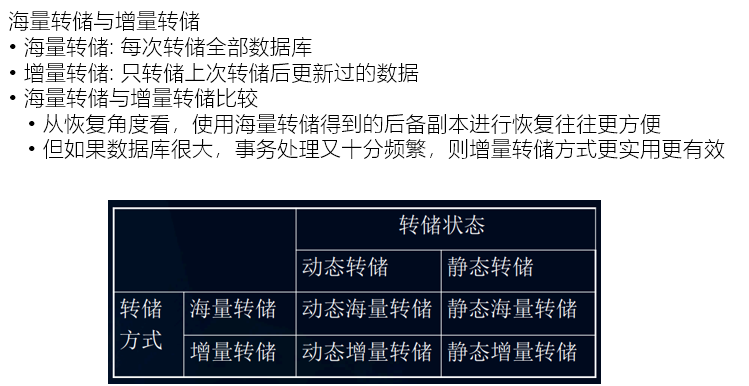 海量转储与增量转储
• 海量转储: 每次转储全部数据库
• 增量转储: 只转储上次转储后更新过的数据
• 海量转储与增量转储比较
• 从恢复角度看，使用海量转储得到的后备副本进行恢复往往更方便
• 但如果数据库很大，事务处理又十分频繁，则增量转储方式更实用更有效
转储状态
动态转储 静态转储
转储方式 海量转储 动态海量转储 静态海量转储
增量转储 动态增量转储 静态增量转储